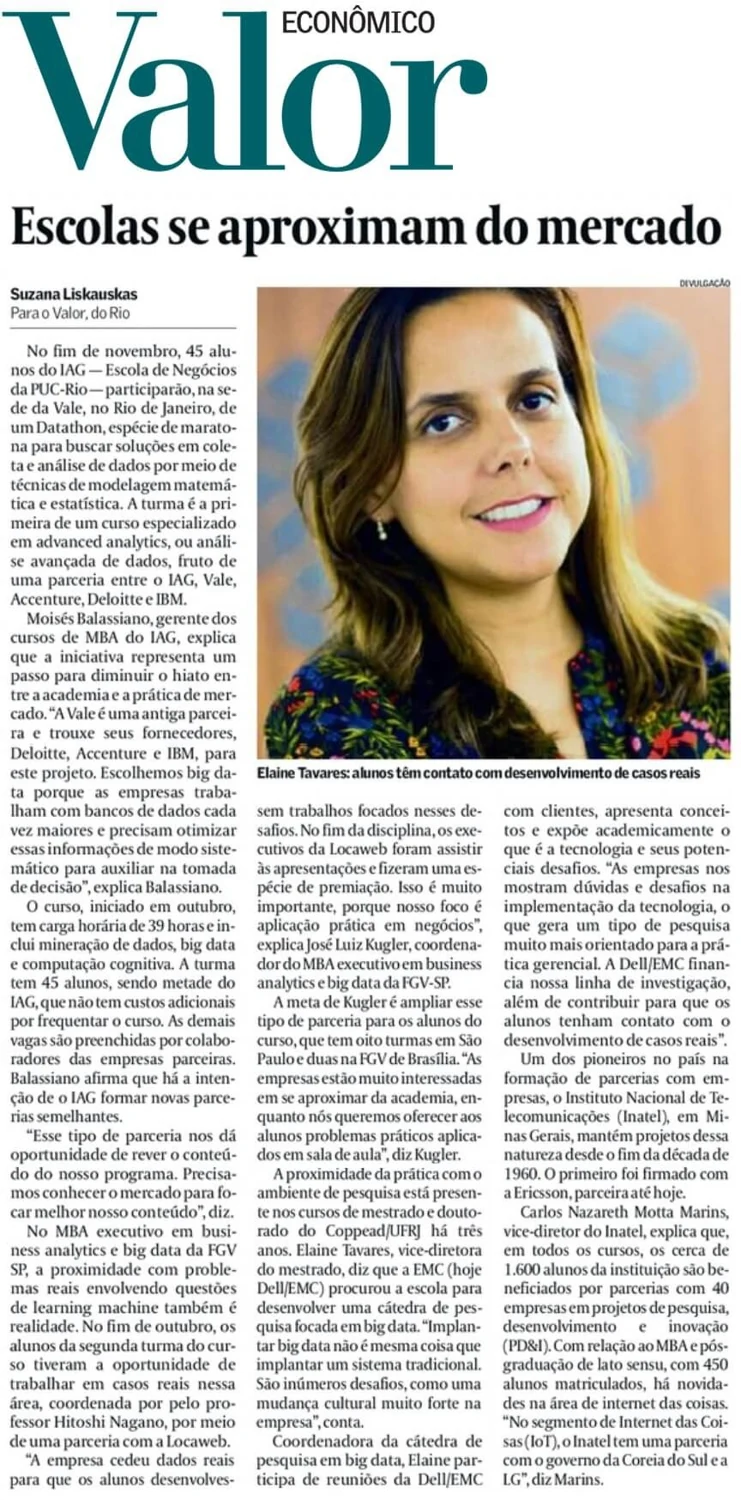 ECONÔMICO
Valor
Escolas se aproximam do mercado
Suzana Liskauskas
Para o Valor, do Rio
No fim de novembro, 45 alu-
nos do IAG — Escola de Negócios
da PUC-Rio — participarão, na se-
de da Vale, no Rio de Janeiro, de
um Datathon, espécie de marato-
na para buscar soluções em cole-
ta e análise de dados por meio de
técnicas de modelagem matemá-
tica e estatística. A turma é a pri-
meira de um curso especializado
em advanced analytics, ou análi-
se avançada de dados, fruto de
uma parceria entre o IAG, Vale,
Accenture, Deloitte e IBM.
Moisés Balassiano, gerente dos
cursos de MBA do IAG, explica
que a iniciativa representa um
passo para diminuir o hiato en-
tre a academia e a prática de mer-
cado. “A Vale é uma antiga parcei-
ra e trouxe seus fornecedores,
Deloitte, Accenture e IBM, para
este projeto. Escolhemos big da-
ta porque as empresas traba-
lham com bancos de dados cada
vez maiores e precisam otimizar
essas informações de modo siste-
mático para auxiliar na tomada
de decisão”, explica Balassiano.
O curso, iniciado em outubro,
tem carga horária de 39 horas e in-
clui mineração de dados, big data
e computação cognitiva. A turma
tem 45 alunos, sendo metade do
IAG, que não tem custos adicionais
por frequentar o curso. As demais
vagas são preenchidas por colabo-
radores das empresas parceiras.
Balassiano afirma que há a inten-
ção de o IAG formar novas parce-
rias semelhantes.
“Esse tipo de parceria nos dá
oportunidade de rever o conteú-
do do nosso programa. Precisa-
mos conhecer o mercado para fo-
car melhor nosso conteúdo”, diz.
No MBA executivo em busi-
ness analytics e big data da FGV
SP, a proximidade com proble-
mas reais envolvendo questões
de learning machine também é
realidade. No fim de outubro, os
alunos da segunda turma do cur-
so tiveram a oportunidade de
trabalhar em casos reais nessa
área, coordenada por pelo pro-
fessor Hitoshi Nagano, por meio
de uma parceria com a Locaweb.
“A empresa cedeu dados reais
para que os alunos desenvolves-
DIVULGAÇÃO
Elaine Tavares: alunos têm contato com desenvolvimento de casos reais
sem trabalhos focados nesses de-
safios. No fim da disciplina, os exe-
cutivos da Locaweb foram assistir
às apresentações e fizeram uma es-
pécie de premiação. Isso é muito
importante, porque nosso foco é
aplicação prática em negócios”,
explica José Luiz Kugler, coordena-
dor do MBA executivo em business
analytics e big data da FGV-SP.
A meta de Kugler é ampliar esse
tipo de parceria para os alunos do
curso, que tem oito turmas em São
Paulo e duas na FGV de Brasília. “As
empresas estão muito interessadas
em se aproximar da academia, en-
quanto nós queremos oferecer aos
alunos problemas práticos aplica-
dos em sala de aula”, diz Kugler.
A proximidade da prática com o
ambiente de pesquisa está presen-
te nos cursos de mestrado e douto-
rado do Coppead/UFRJ há três
anos. Elaine Tavares, vice-diretora
do mestrado, diz que a EMC (hoje
Dell/EMC) procurou a escola para
desenvolver uma cátedra de pes-
quisa focada em big data. “Implan-
tar big data não é mesma coisa que
implantar um sistema tradicional.
São inúmeros desafios, como uma
mudança cultural muito forte na
empresa”, conta.
Coordenadora da cátedra de
pesquisa em big data, Elaine par-
ticipa de reuniões da Dell/EMC
com clientes, apresenta concei-
tos e expõe academicamente o
que é a tecnologia e seus poten-
ciais desafios. “As empresas nos
mostram dúvidas e desafios na
implementação da tecnologia, o
que gera um tipo de pesquisa
muito mais orientado para a prá-
tica gerencial. A Dell/EMC finan-
cia nossa linha de investigação,
além de contribuir para que os
alunos tenham contato com o
desenvolvimento de casos reais”.
Um dos pioneiros no país na
formação de parcerias com em-
presas, o Instituto Nacional de Te-
lecomunicações (Inatel), em Mi-
nas Gerais, mantém projetos dessa
natureza desde o fim da década de
1960. O primeiro foi firmado com
a Ericsson, parceira até hoje.
Carlos Nazareth Motta Marins,
vice-diretor do Inatel, explica que,
em todos os cursos, os cerca de
1.600 alunos da instituição são be-
neficiados por parcerias com 40
empresas em projetos de pesquisa,
desenvolvimento e inovação
(PD&I). Com relação ao MBA e pós-
graduação de lato sensu, com 450
alunos matriculados, há novida-
des na área de internet das coisas.
“No segmento de Internet das Coi-
sas (IoT), o Inatel tem uma parceria
com o governo da Coreia do Sul e a
LG”, diz Marins.